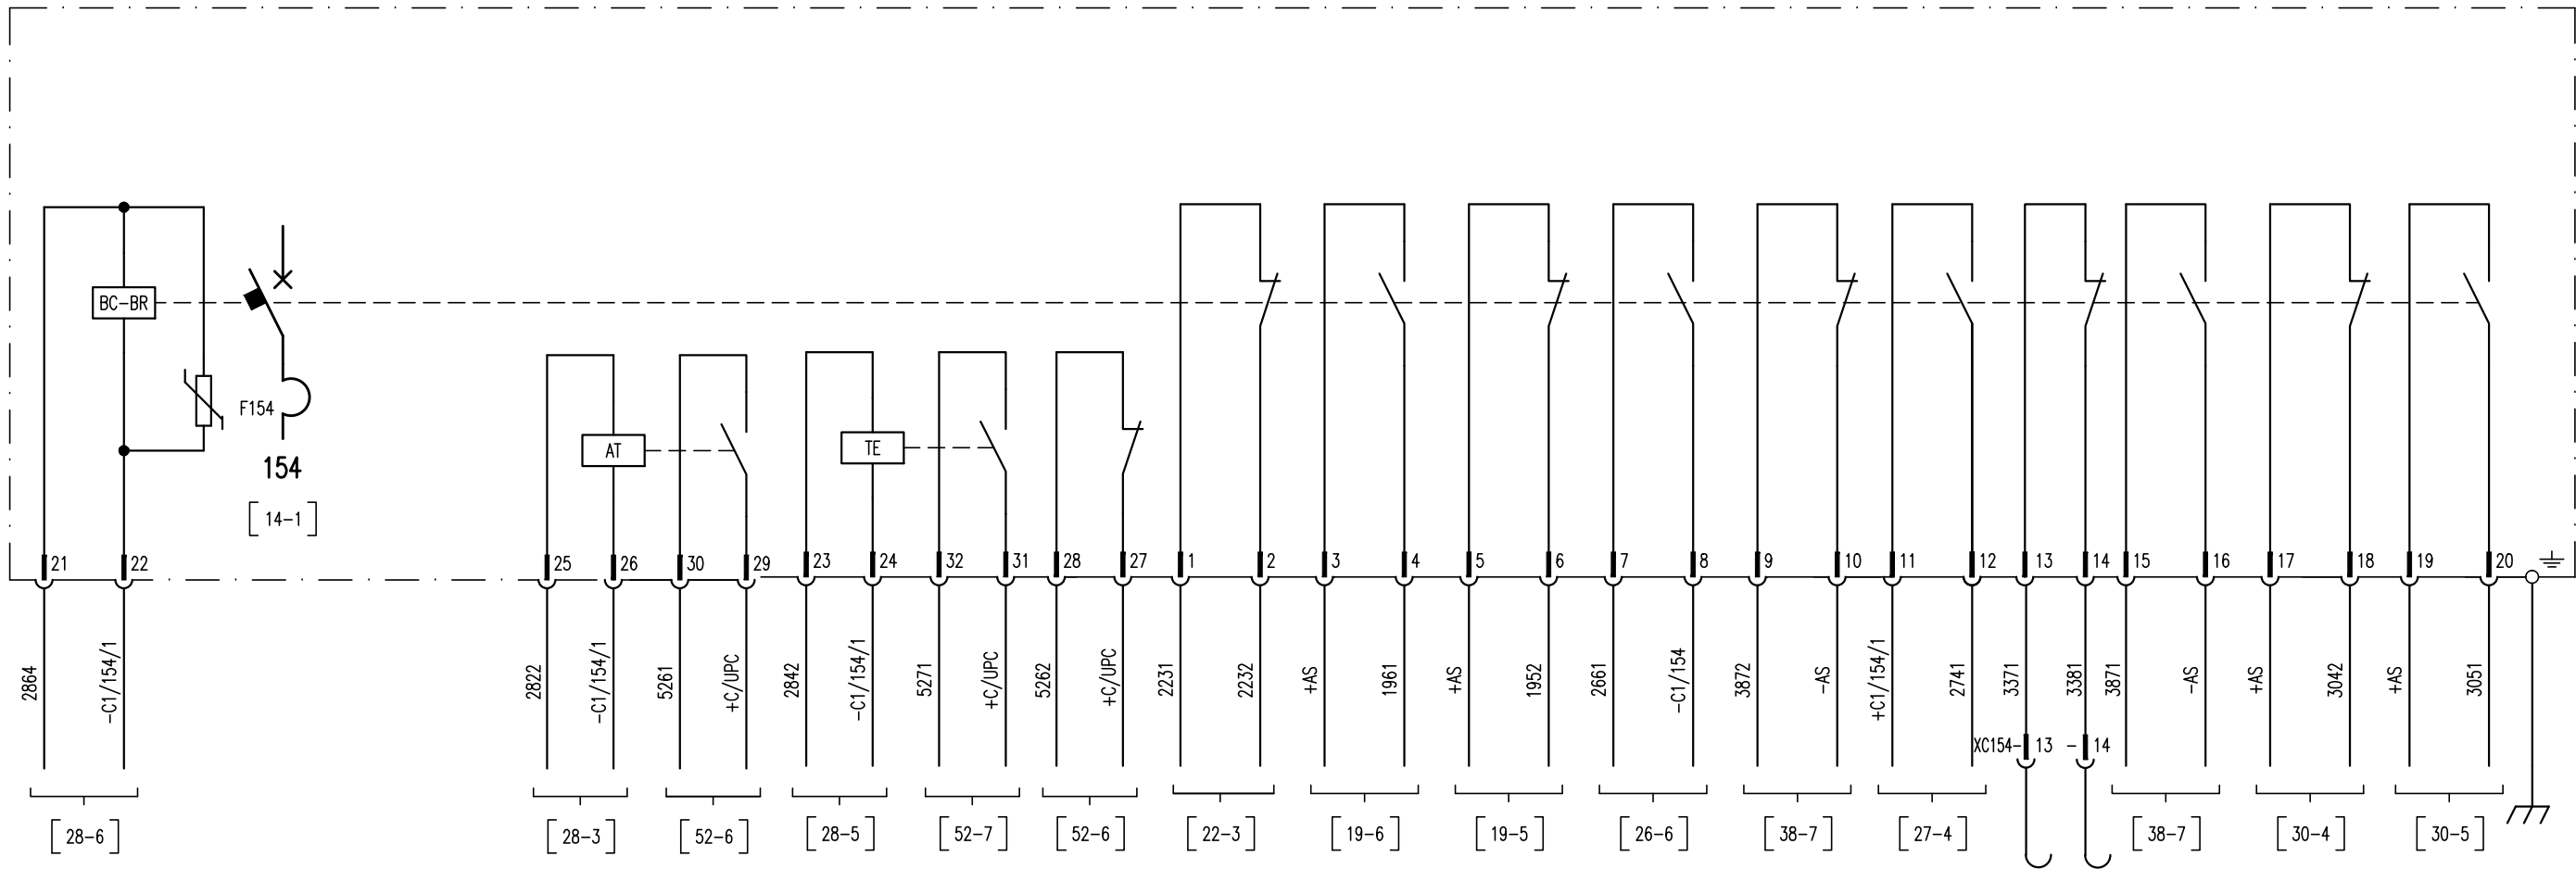 BC-BR
F154
154
[14-1]
AT
TE
21 22 25 26 30 29 23 24 32 31 28 27 1 2 3 4 5 6 7 8 9 10 11 12 13 14 15 16 17 18 19 20
2864 -C1/154/1 2822 -C1/154/1 5261 +C/UPC 2842 -C1/154/1 5271 +C/UPC 5262 +C/UPC 2231 2232 +AS 1961 +AS 1952 2661 -C1/154 3872 -AS +C1/154/1 2741 3371 3381 3871 -AS +AS 3042 +AS 3051
XC154- 13 - 14
[28-6] [28-3] [52-6] [28-5] [52-7] [52-6] [22-3] [19-6] [19-5] [26-6] [38-7] [27-4] [38-7] [30-4] [30-5]